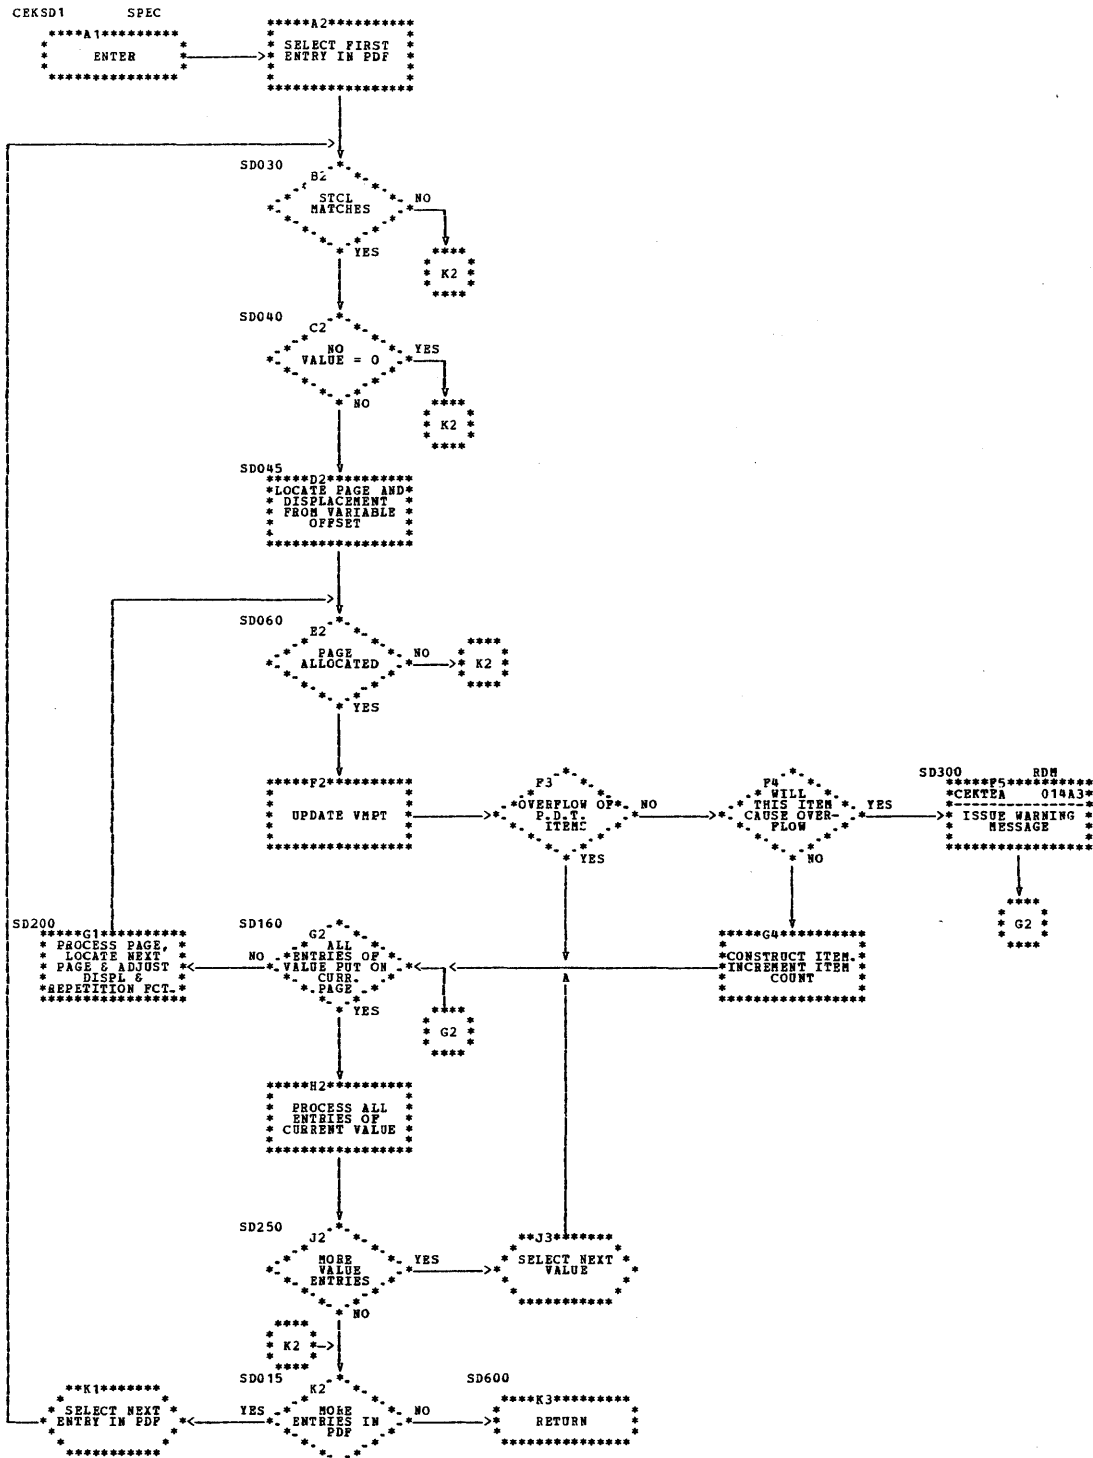 CEKSD1 SPEC
A1
ENTER
A2
SELECT FIRST
ENTRY IN PDF
SD030
B2
STCL
MATCHES
NO
YES
K2
SD040
C2
NO
VALUE = 0
YES
NO
K2
SD045
D2
LOCATE PAGE AND
DISPLACEMENT
FROM VARIABLE
OFFSET
SD060
E2
PAGE
ALLOCATED
NO
K2
YES
F2
UPDATE VMPT
F3
OVERFLOW OF
P.D.T.
ITEMS
NO
YES
F4
WILL
THIS ITEM
CAUSE OVER-
FLOW
YES
NO
SD300 RDM
F5
CEKTEA 014A3
ISSUE WARNING
MESSAGE
G2
SD200
G1
PROCESS PAGE,
LOCATE NEXT
PAGE & ADJUST
DISPL &
REPETITION FCT.
SD160
G2
ALL
ENTRIES OF
VALUE PUT ON
CURR.
PAGE
NO
YES
G2
G4
CONSTRUCT ITEM.
INCREMENT ITEM
COUNT
H2
PROCESS ALL
ENTRIES OF
CURRENT VALUE
SD250
J2
MORE
VALUE
ENTRIES
YES
NO
J3
SELECT NEXT
VALUE
K2
K1
SELECT NEXT
ENTRY IN PDF
SD015
K2
MORE
ENTRIES IN
PDF
YES
NO
SD600
K3
RETURN